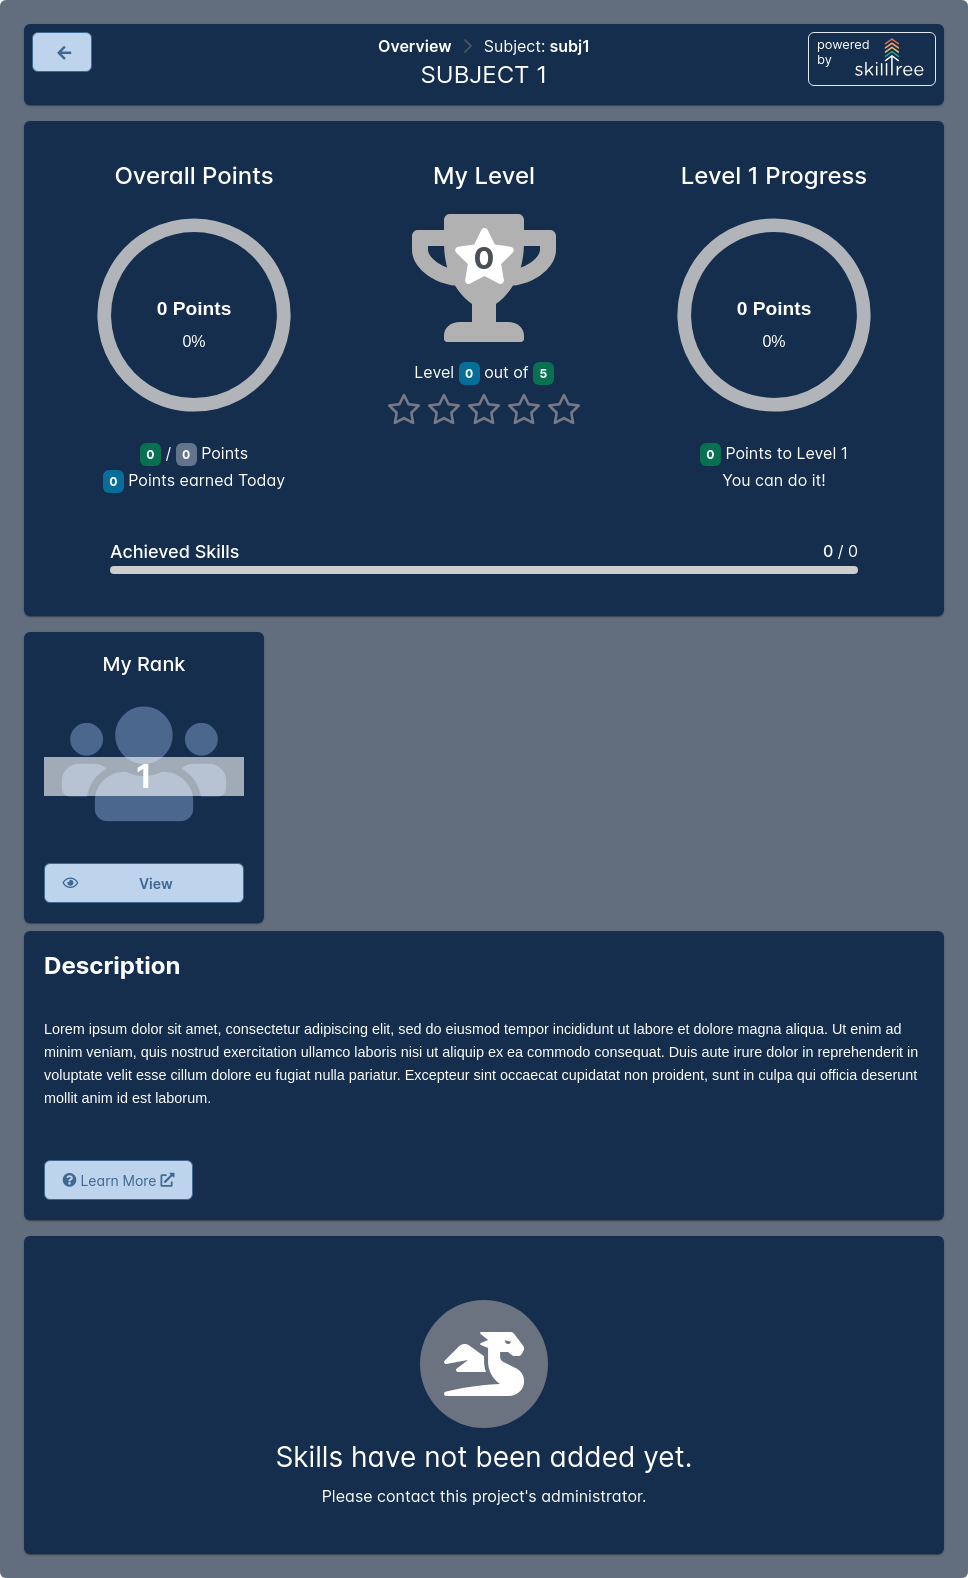 Overview > Subject: subj1
SUBJECT 1
powered
by
skilltree
Overall Points
My Level
Level 1 Progress
0
0 Points
0%
0 Points
0%
Level 0 out of 5
0 / 0 Points
0 Points earned Today
0 Points to Level 1
You can do it!
Achieved Skills
0 / 0
My Rank
1
View
Description
Lorem ipsum dolor sit amet, consectetur adipiscing elit, sed do eiusmod tempor incididunt ut labore et dolore magna aliqua. Ut enim ad
minim veniam, quis nostrud exercitation ullamco laboris nisi ut aliquip ex ea commodo consequat. Duis aute irure dolor in reprehenderit in
voluptate velit esse cillum dolore eu fugiat nulla pariatur. Excepteur sint occaecat cupidatat non proident, sunt in culpa qui officia deserunt
mollit anim id est laborum.
Learn More
Skills have not been added yet.
Please contact this project's administrator.